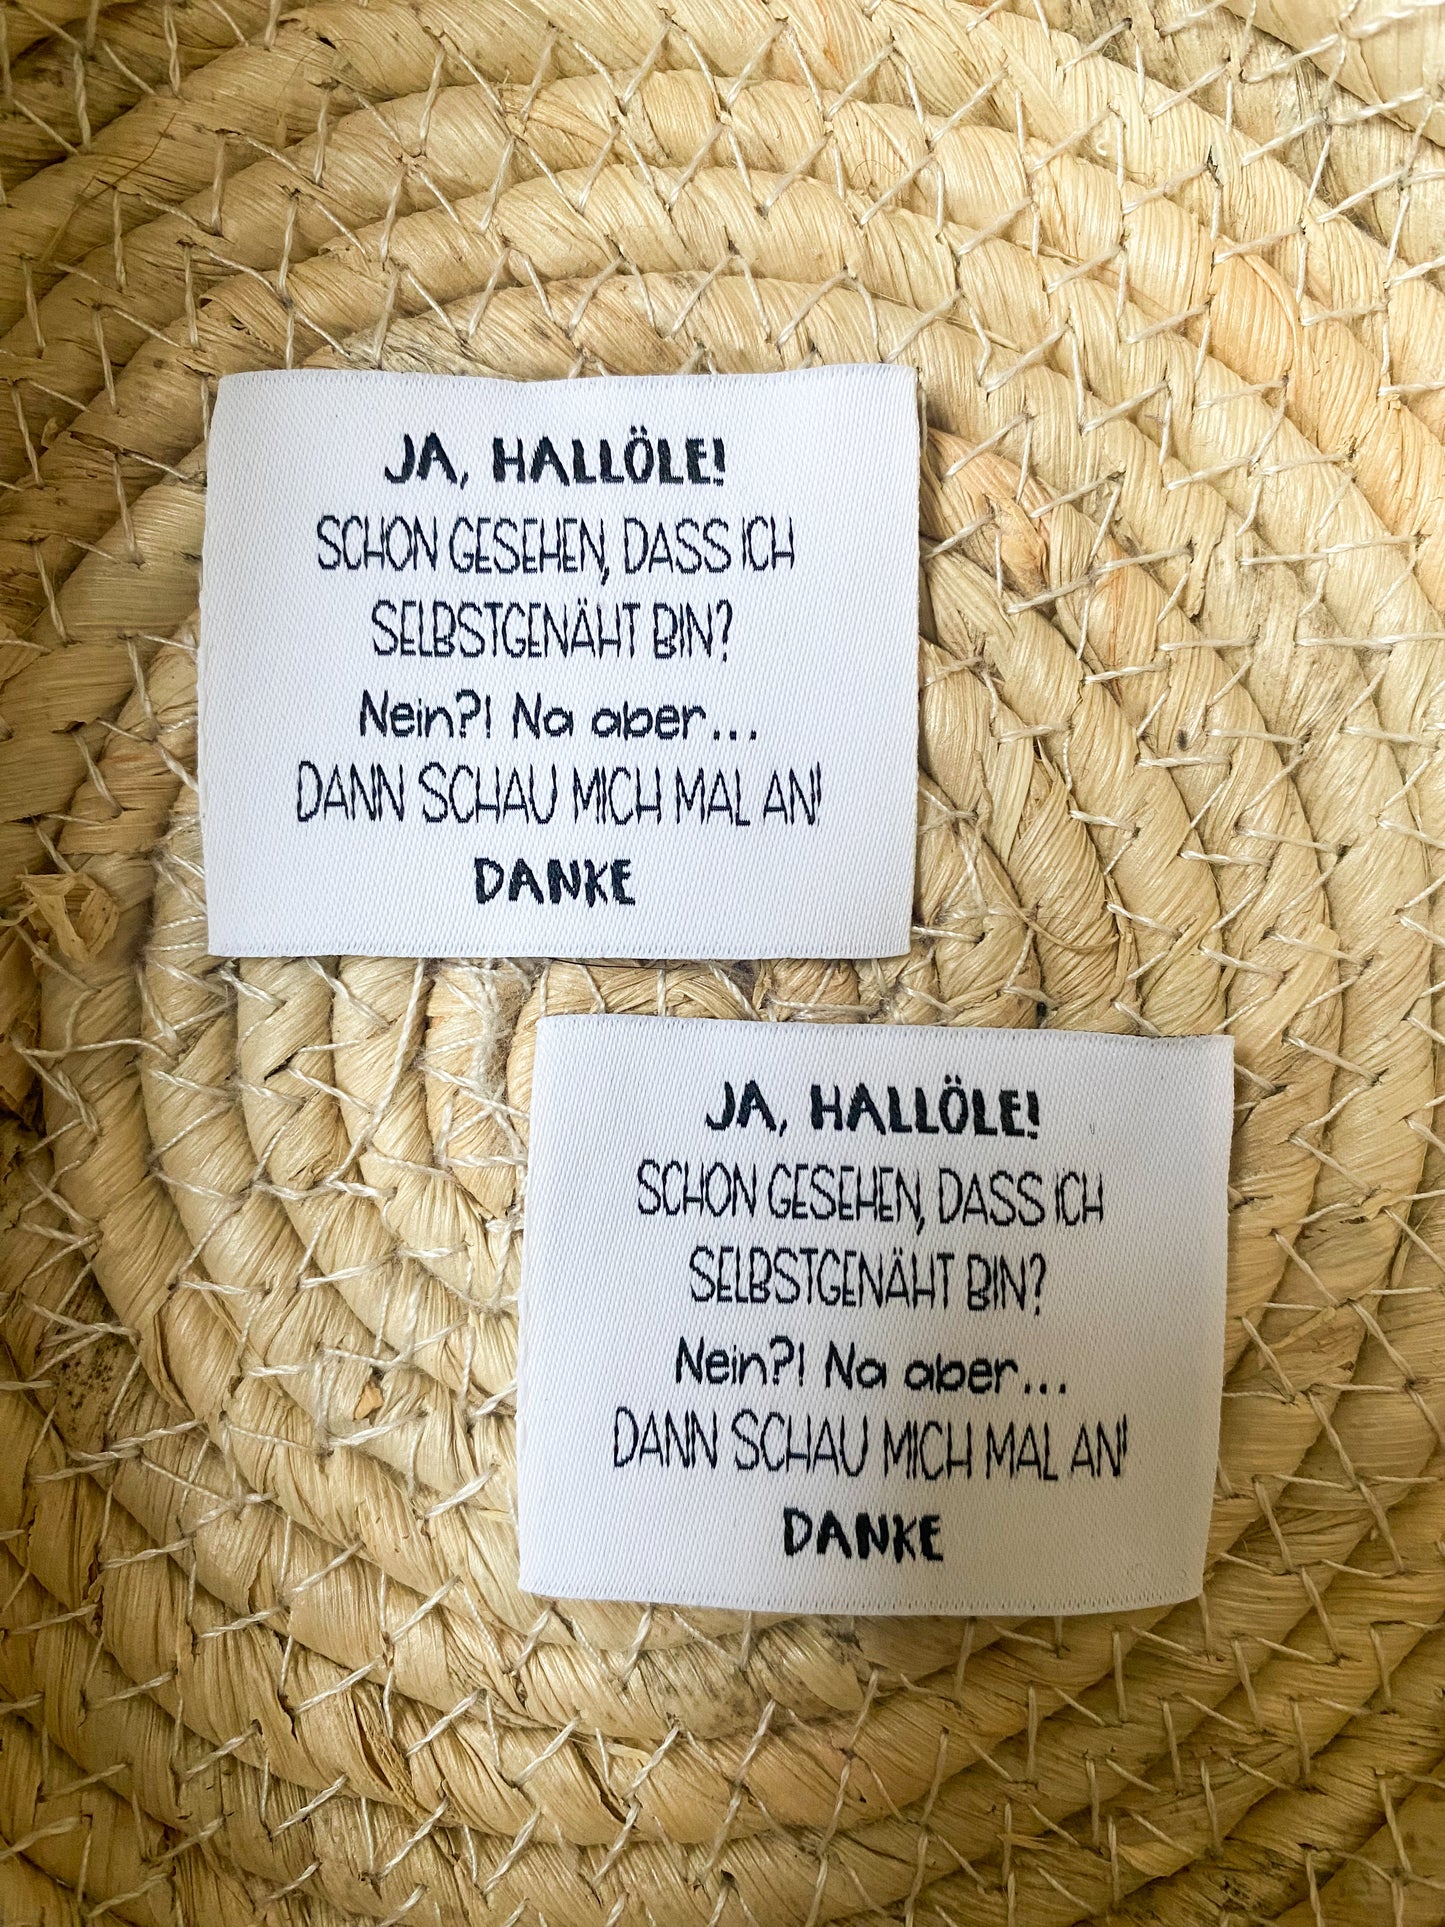 JA, HALLÖLE!
SCHON GESEHEN, DASS ICH
SELBSTGENÄHT BIN?
Nein?! Na aber...
DANN SCHAU MICH MAL AN!
DANKE
JA, HALLÖLE!
SCHON GESEHEN, DASS ICH
SELBSTGENÄHT BIN?
Nein?! Na aber...
DANN SCHAU MICH MAL AN!
DANKE